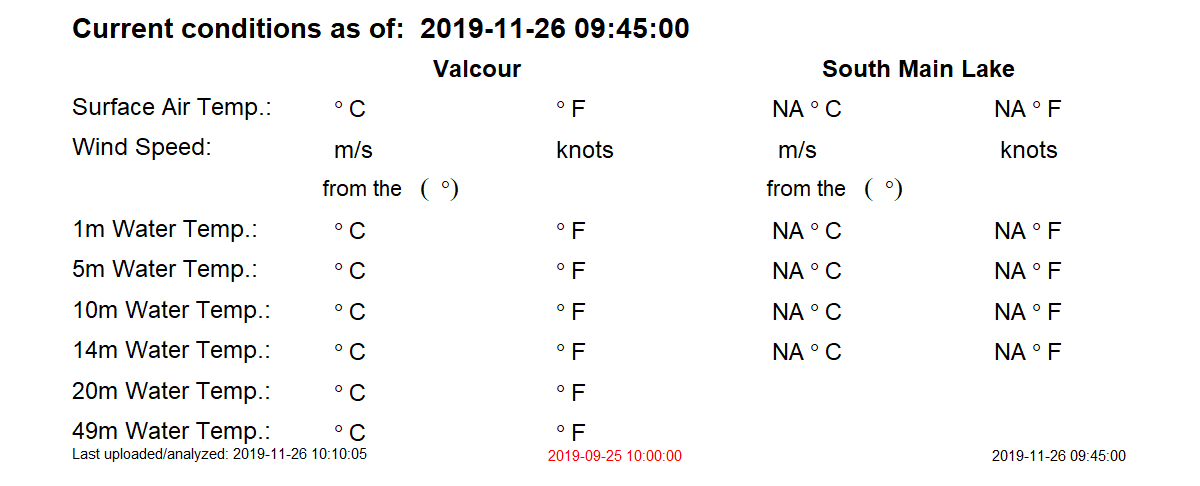 Current conditions as of: 2019-11-26 09:45:00
Valcour South Main Lake
Surface Air Temp.: ° C ° F NA ° C NA ° F
Wind Speed: m/s knots m/s knots
from the ( °) from the ( °)
1m Water Temp.: ° C ° F NA ° C NA ° F
5m Water Temp.: ° C ° F NA ° C NA ° F
10m Water Temp.: ° C ° F NA ° C NA ° F
14m Water Temp.: ° C ° F NA ° C NA ° F
20m Water Temp.: ° C ° F
49m Water Temp.: ° C ° F
Last uploaded/analyzed: 2019-11-26 10:10:05 2019-09-25 10:00:00 2019-11-26 09:45:00